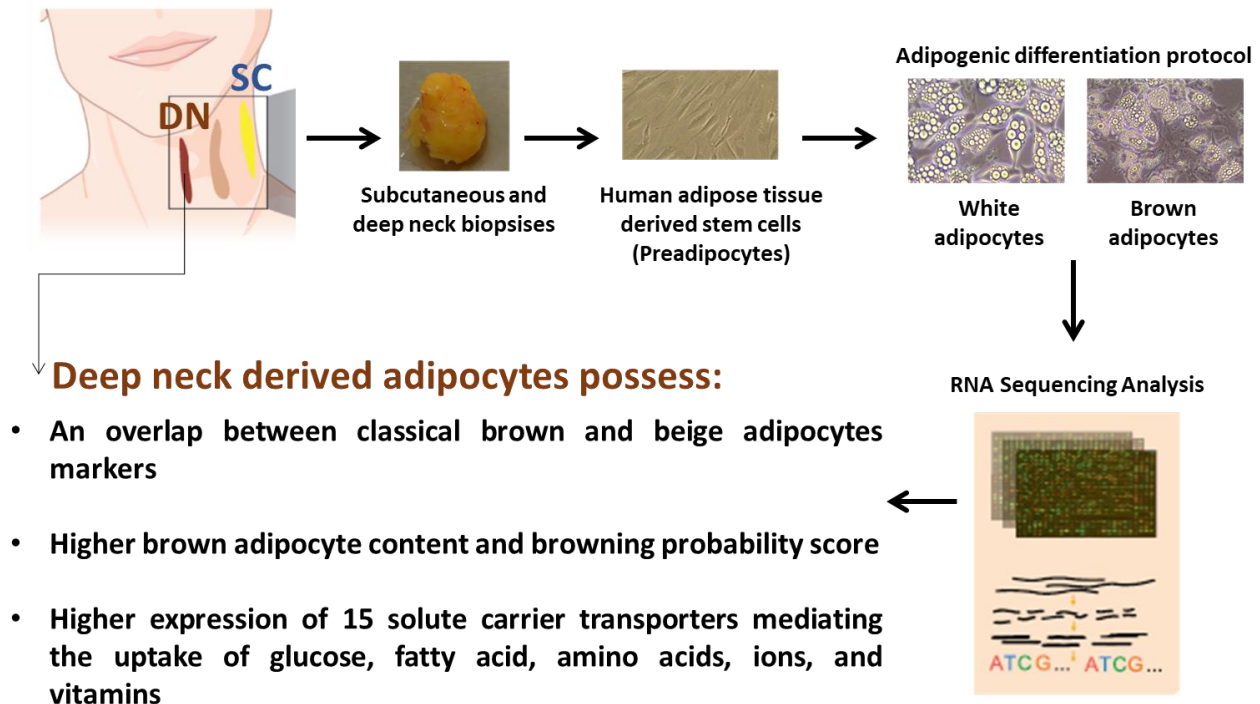 SC
DN
Subcutaneous and
deep neck biopsises
Human adipose tissue
derived stem cells
(Preadipocytes)
Adipogenic differentiation protocol
White
adipocytes
Brown
adipocytes
RNA Sequencing Analysis
ATCG... ATCG...
Deep neck derived adipocytes possess:
• An overlap between classical brown and beige adipocytes
markers
• Higher brown adipocyte content and browning probability score
• Higher expression of 15 solute carrier transporters mediating
the uptake of glucose, fatty acid, amino acids, ions, and
vitamins